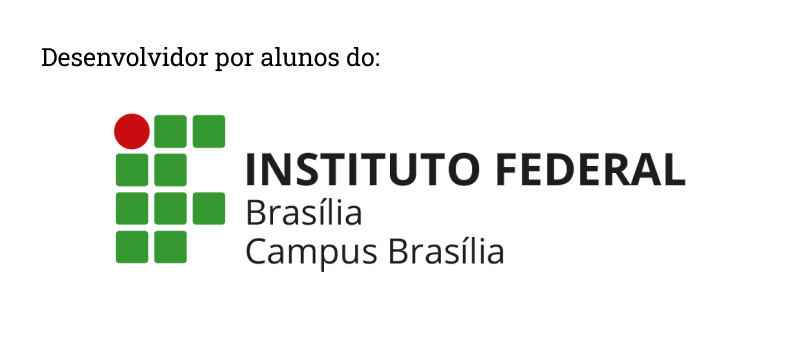 Desenvolvidor por alunos do:
INSTITUTO FEDERAL
Brasília
Campus Brasília